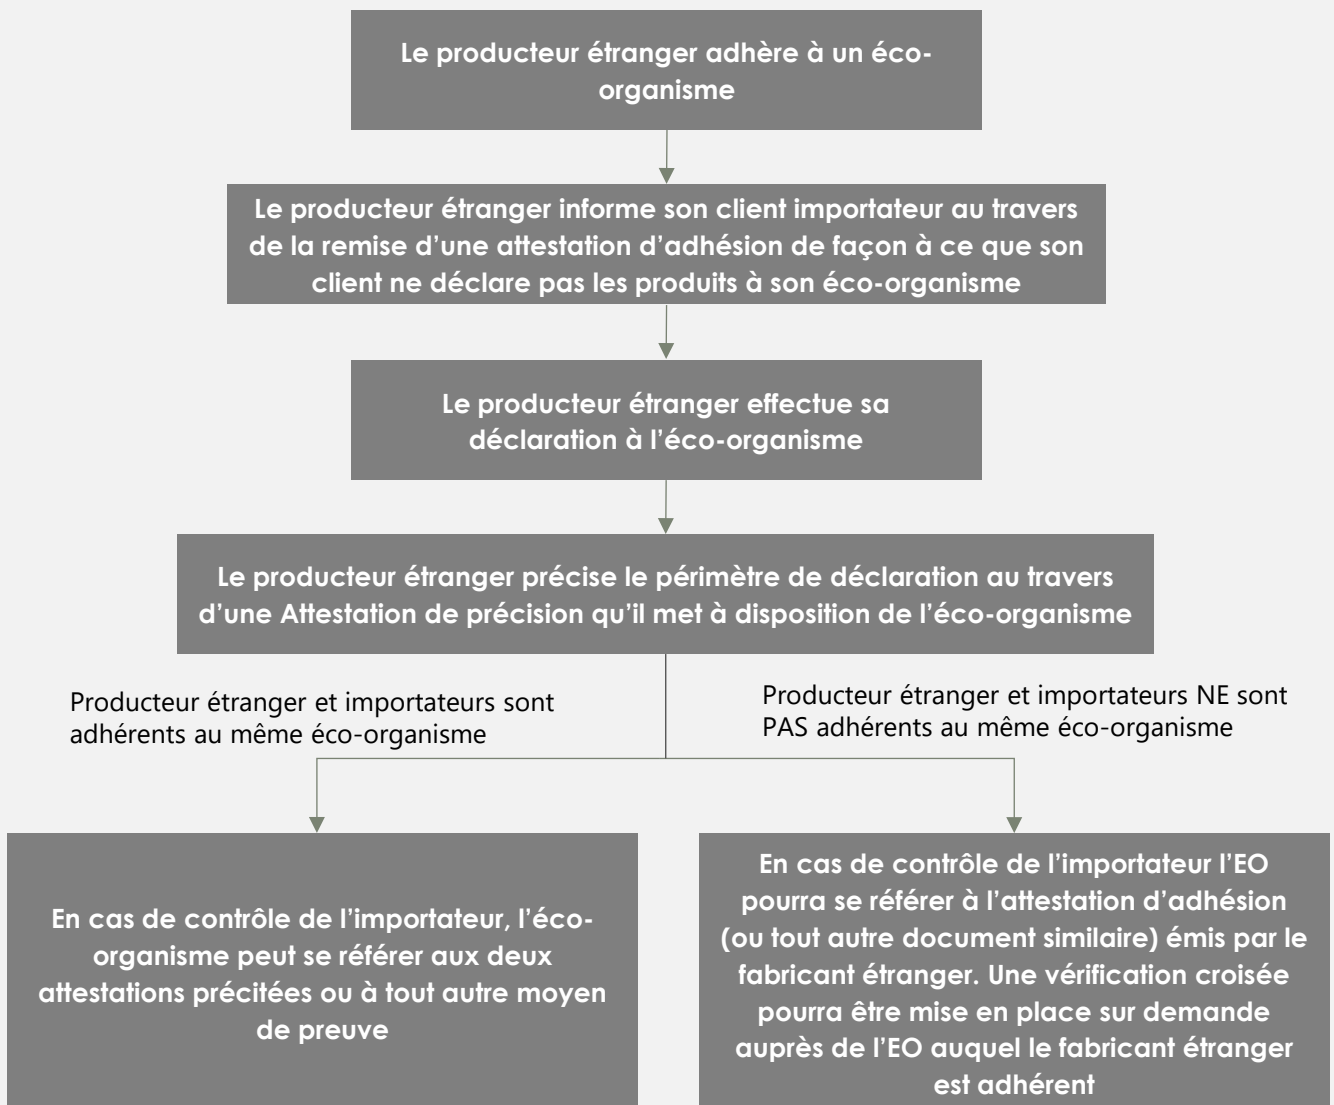 Le producteur étranger adhère à un éco-
organisme
Le producteur étranger informe son client importateur au travers
de la remise d’une attestation d’adhésion de façon à ce que son
client ne déclare pas les produits à son éco-organisme
Le producteur étranger effectue sa
déclaration à l’éco-organisme
Le producteur étranger précise le périmètre de déclaration au travers
d’une Attestation de précision qu’il met à disposition de l’éco-organisme
Producteur étranger et importateurs sont
adhérents au même éco-organisme
Producteur étranger et importateurs NE sont
PAS adhérents au même éco-organisme
En cas de contrôle de l’importateur, l’éco-
organisme peut se référer aux deux
attestations précitées ou à tout autre moyen
de preuve
En cas de contrôle de l’importateur l’EO
pourra se référer à l’attestation d’adhésion
(ou tout autre document similaire) émis par le
fabricant étranger. Une vérification croisée
pourra être mise en place sur demande
auprès de l’EO auquel le fabricant étranger
est adhérent